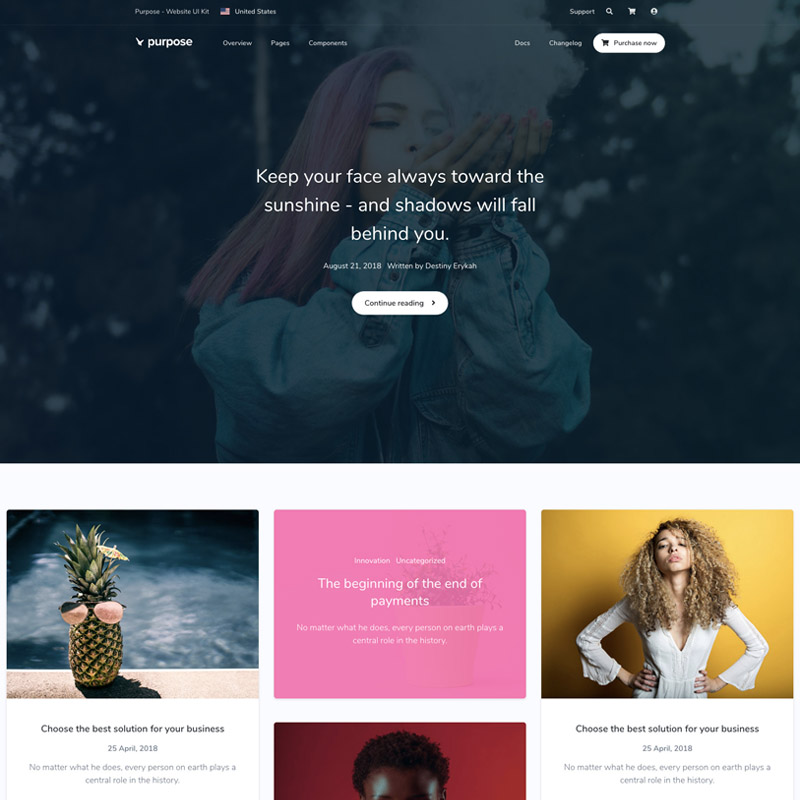 Purpose - Website UI Kit United States Support
purpose Overview Pages Components Docs Changelog Purchase now
Keep your face always toward the
sunshine - and shadows will fall
behind you.
August 21, 2018 Written by Destiny Erykah
Continue reading
Innovation Uncategorized
The beginning of the end of
payments
No matter what he does, every person on earth plays a
central role in the history.
Choose the best solution for your business
25 April, 2018
No matter what he does, every person on earth plays a
central role in the history.
Choose the best solution for your business
25 April, 2018
No matter what he does, every person on earth plays a
central role in the history.